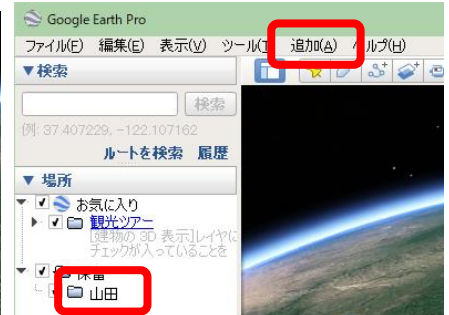 Google Earth Pro
ファイル(F) 編集(E) 表示(V) ツール(T) 追加(A) ヘルプ(H)
▼検索
検索
(例: 37.407229, -122.107162
ルートを検索 履歴
▼ 場所
お気に入り
観光ツアー
[建物の 3D 表示]レイヤに
チェックが入っていることを
保留
山田